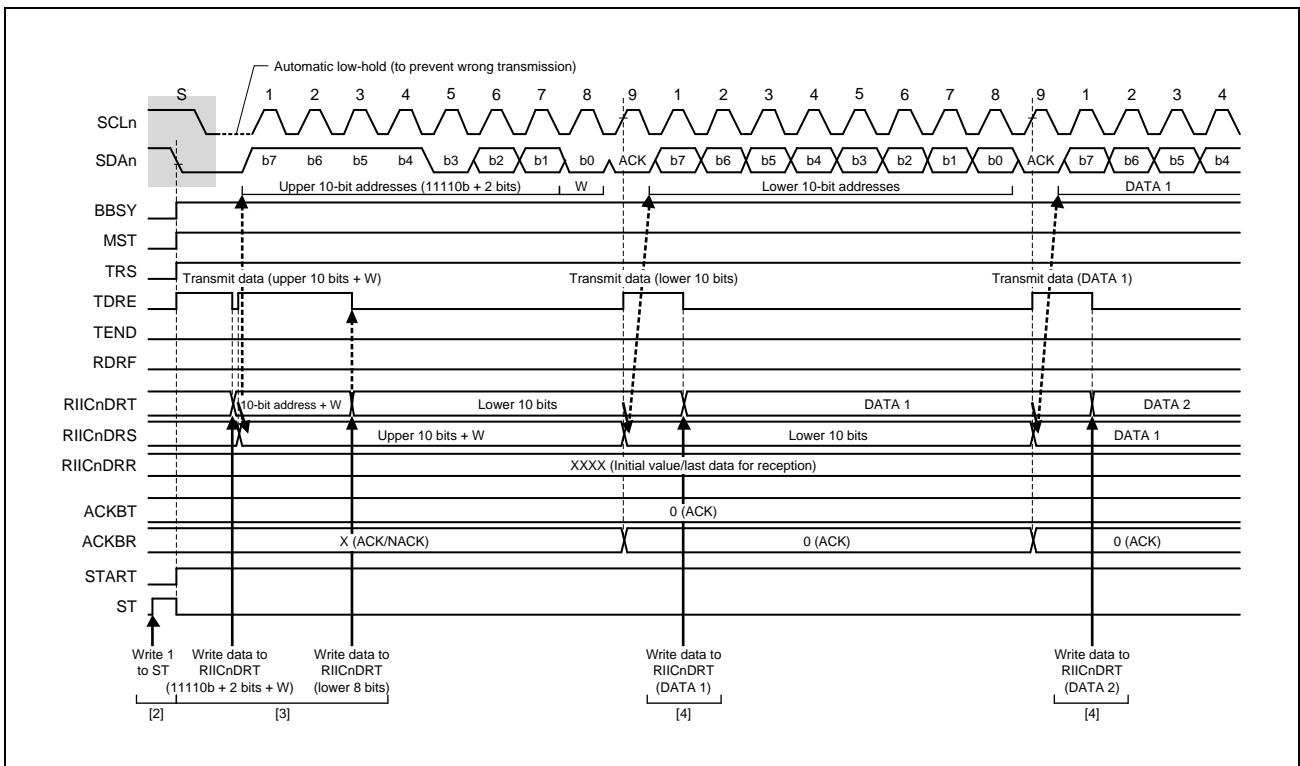 Automatic low-hold (to prevent wrong transmission)
S 1 2 3 4 5 6 7 8 9 1 2 3 4 5 6 7 8 9 1 2 3 4
SCLn
SDAn b7 b6 b5 b4 b3 b2 b1 b0 ACK b7 b6 b5 b4 b3 b2 b1 b0 ACK b7 b6 b5 b4
Upper 10-bit addresses (11110b + 2 bits) W Lower 10-bit addresses DATA 1
BBSY
MST
TRS
Transmit data (upper 10 bits + W) Transmit data (lower 10 bits) Transmit data (DATA 1)
TDRE
TEND
RDRF
RIICnDRT 10-bit address + W Lower 10 bits DATA 1 DATA 2
RIICnDRS Upper 10 bits + W Lower 10 bits DATA 1
RIICnDRR XXXX (Initial value/last data for reception)
ACKBT 0 (ACK)
ACKBR X (ACK/NACK) 0 (ACK) 0 (ACK)
START
ST
Write 1 Write data to Write data to Write data to Write data to
to ST RIICnDRT RIICnDRT RIICnDRT RIICnDRT
(11110b + 2 bits + W) (lower 8 bits) (DATA 1) (DATA 2)
[2] [3] [4] [4]